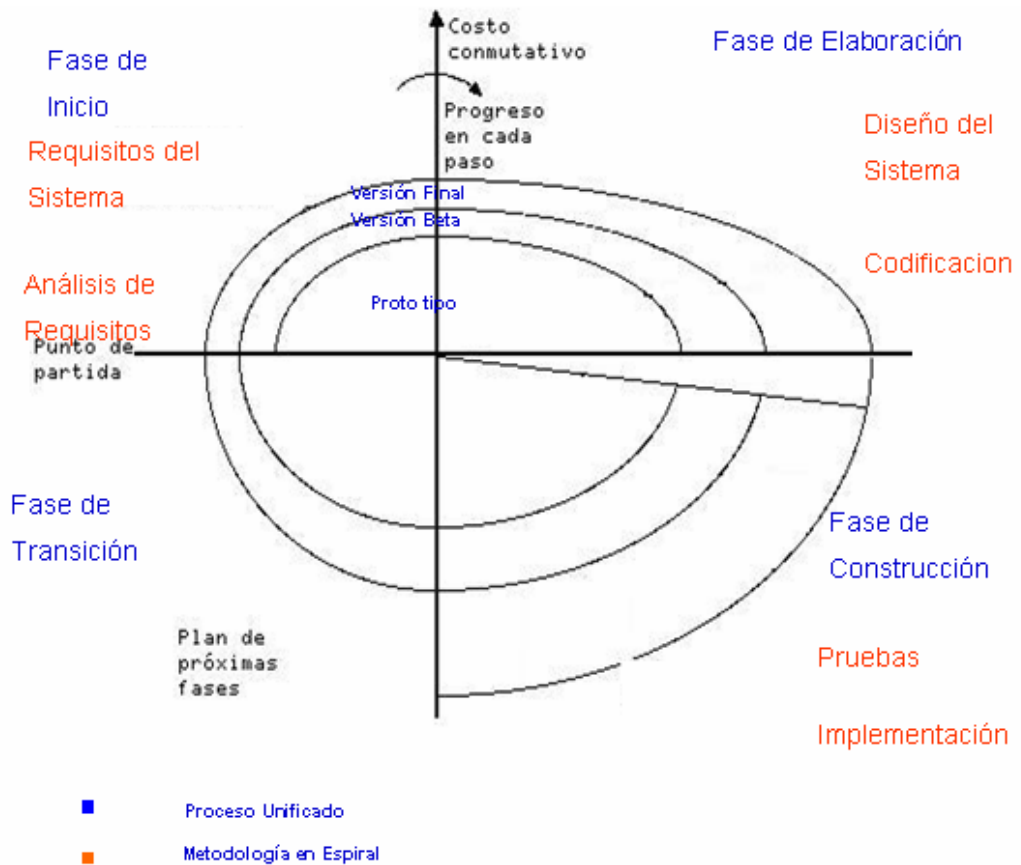 Costo
conmutativo
Fase de Elaboración
Fase de
Inicio
Progreso
en cada
paso
Diseño del
Sistema
Requisitos del
Sistema
Versión Final
Versión Beta
Codificacion
Análisis de
Requisitos
Proto tipo
Punto de
partida
Fase de
Transición
Fase de
Construcción
Plan de
próximas
fases
Pruebas
Implementación
Proceso Unificado
Metodología en Espiral